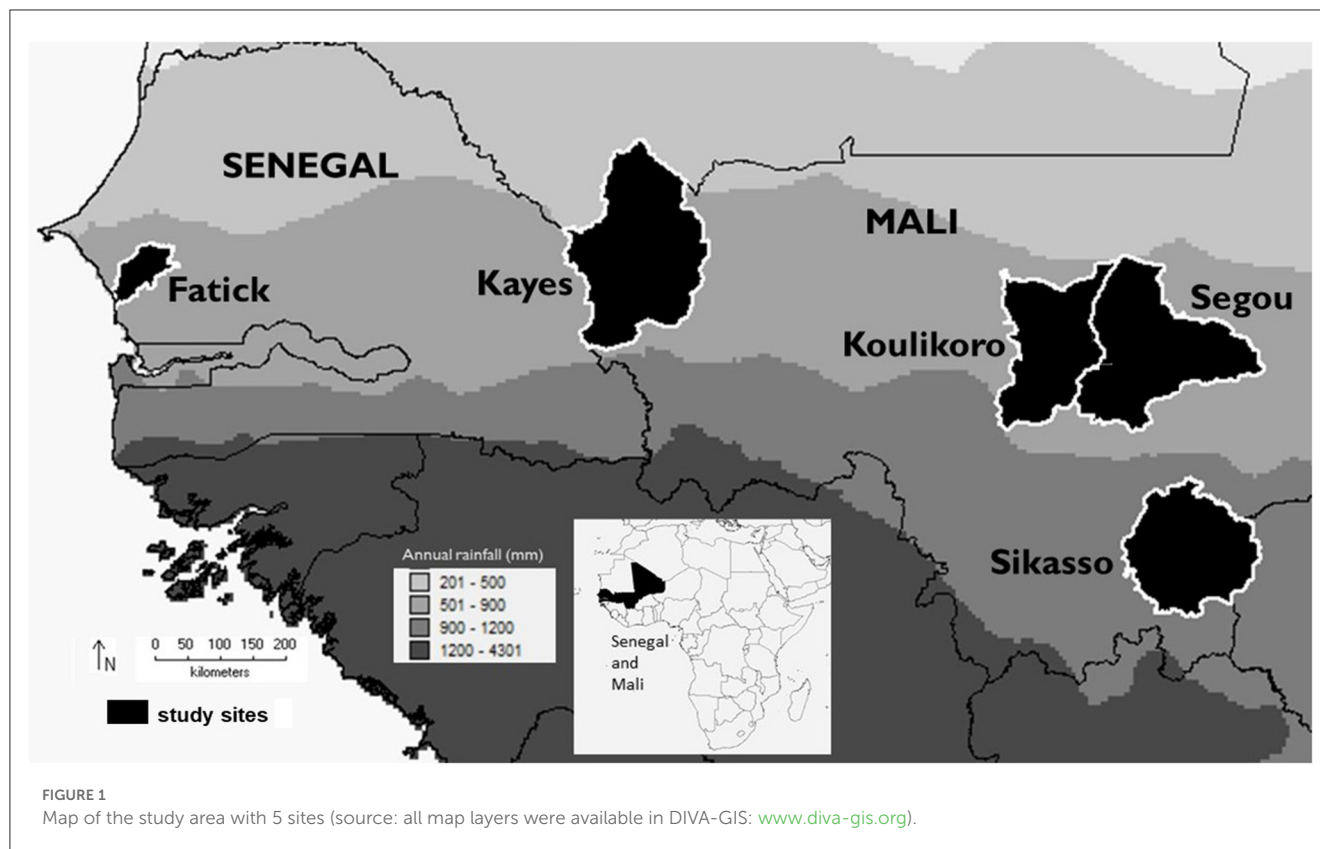 SENEGAL
MALI
Fatick
Kayes
Segou
Koulikoro
Sikasso
Annual rainfall (mm)
201 - 500
501 - 900
900 - 1200
1200 - 4301
Senegal
and
Mali
N
0 50 100 150 200
kilometers
study sites
FIGURE 1
Map of the study area with 5 sites (source: all map layers were available in DIVA-GIS: www.diva-gis.org).